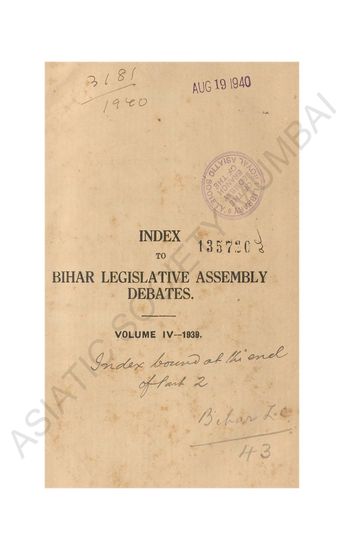 3181
1940
AUG 19 1940
INDEX
135720
TO
BIHAR LEGISLATIVE ASSEMBLY
DEBATES.
VOLUME IV—1939.
Index bound at the end
of Part 2
Bihar L.C
43
ASIATIC SOCIETY MUMBAI